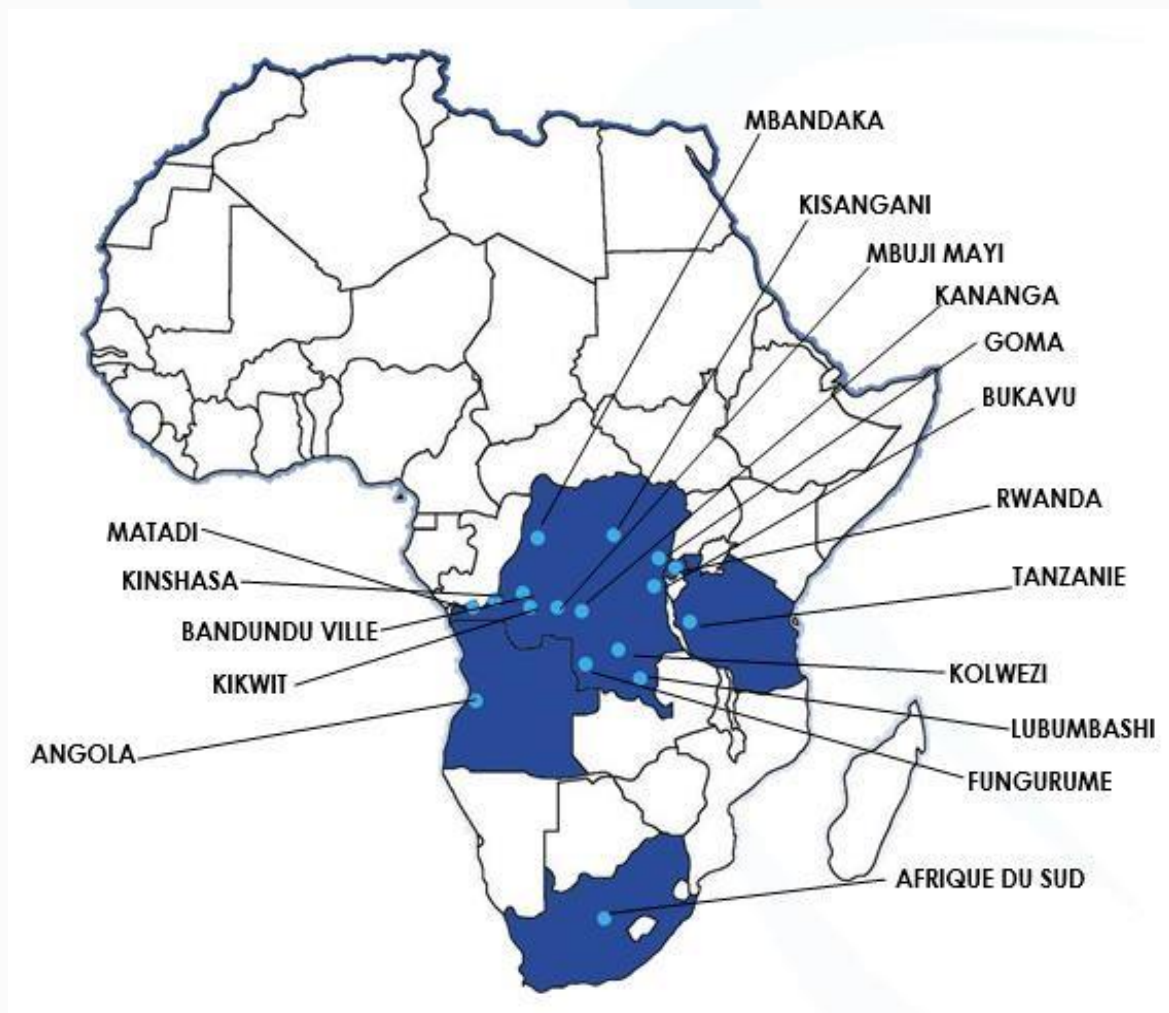 MBANDAKA
KISANGANI
MBUJI MAYI
KANANGA
GOMA
BUKAVU
RWANDA
MATADI
KINSHASA
TANZANIE
BANDUNDU VILLE
KOLWEZI
KIKWIT
LUBUMBASHI
ANGOLA
FUNGURUME
AFRIQUE DU SUD